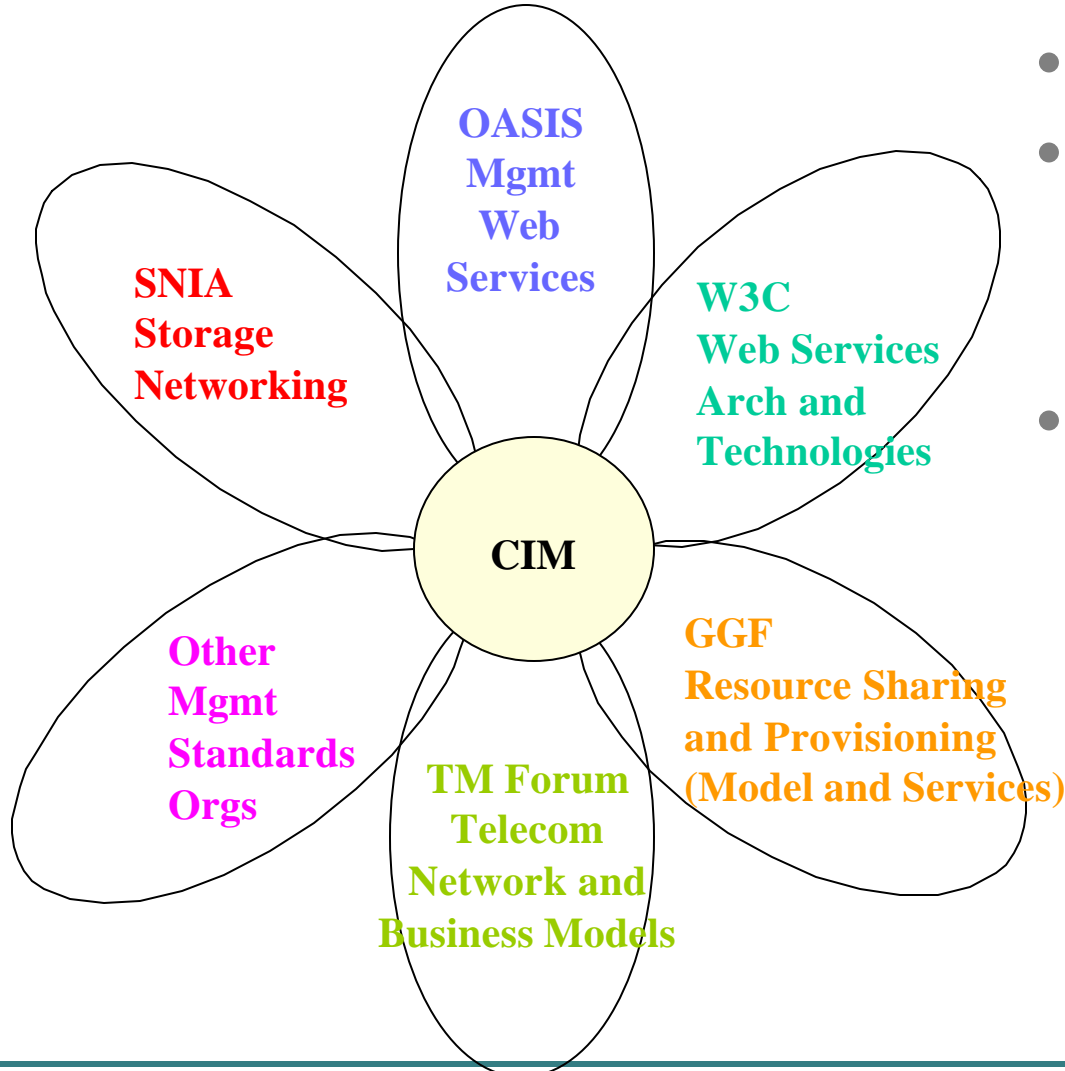 OASIS
Mgmt
Web
Services
SNIA
Storage
Networking
W3C
Web Services
Arch and
Technologies
CIM
Other
Mgmt
Standards
Orgs
GGF
Resource Sharing
and Provisioning
(Model and Services)
TM Forum
Telecom
Network and
Business Models